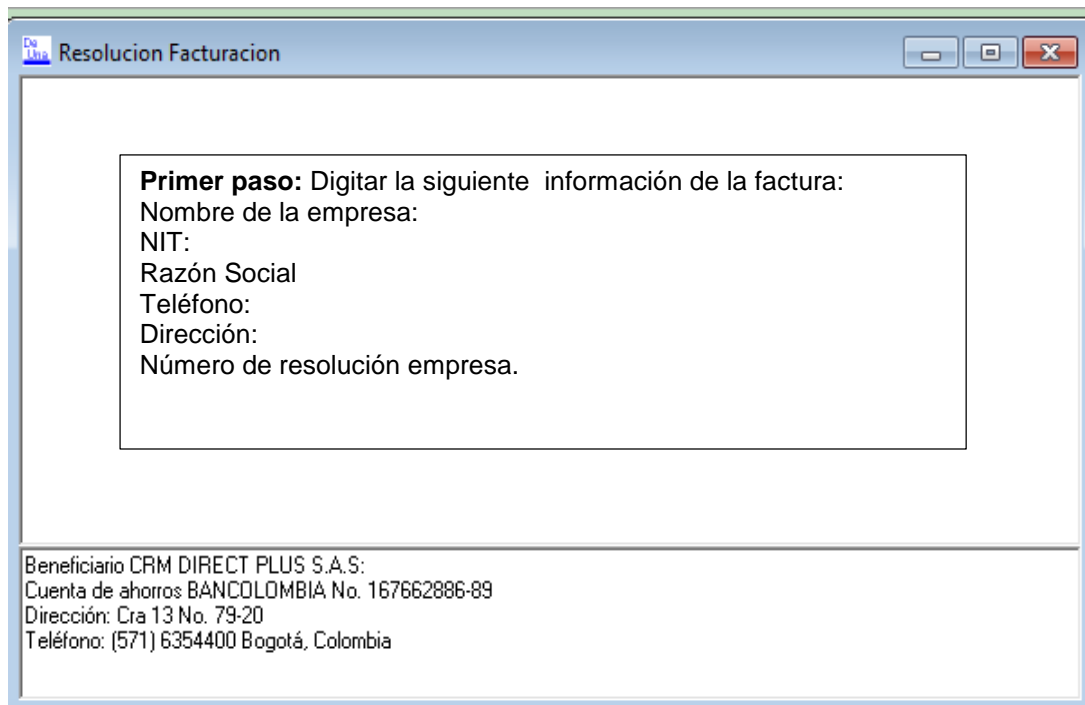 De
Una
Resolucion Facturacion
Primer paso: Digitar la siguiente información de la factura:
Nombre de la empresa:
NIT:
Razón Social
Teléfono:
Dirección:
Número de resolución empresa.
Beneficiario CRM DIRECT PLUS S.A.S:
Cuenta de ahorros BANCOLOMBIA No. 167662886-89
Dirección: Cra 13 No. 79-20
Teléfono: (571) 6354400 Bogotá, Colombia